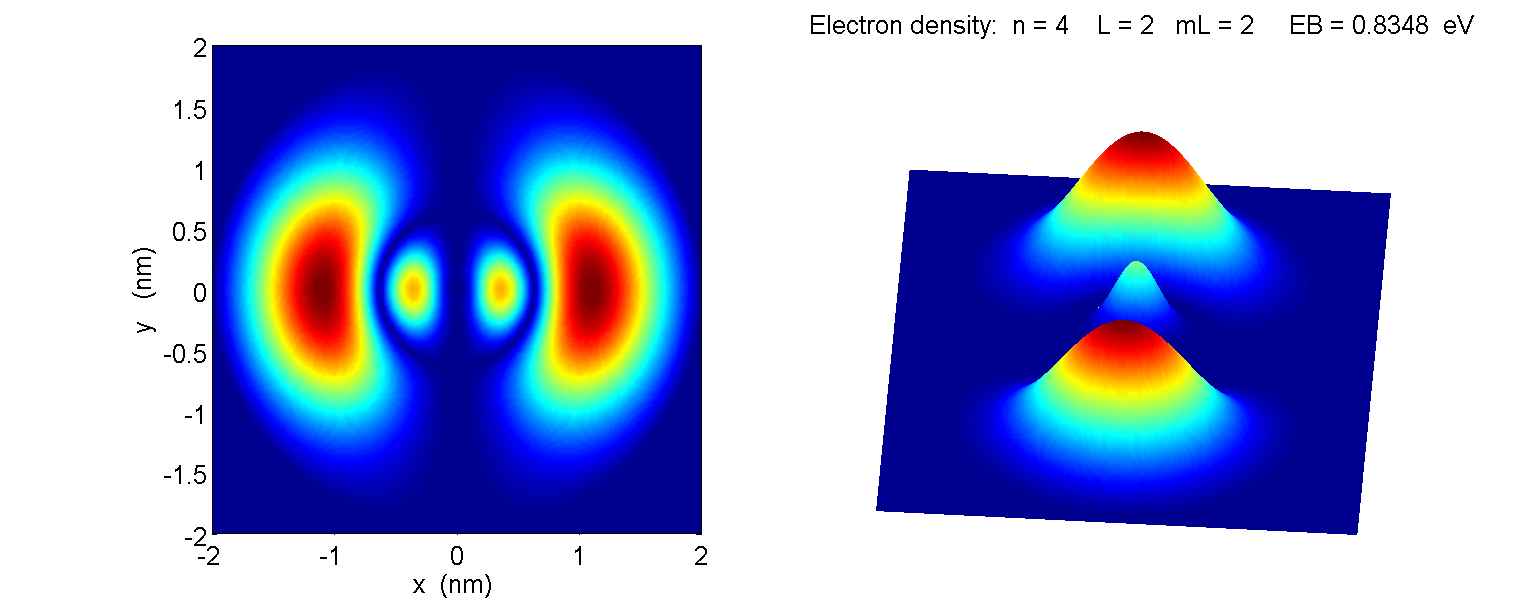 Electron density: n = 4 L = 2 mL = 2 EB = 0.8348 eV
2
1.5
1
0.5
0
-0.5
-1
-1.5
-2
y (nm)
-2 -1 0 1 2
x (nm)